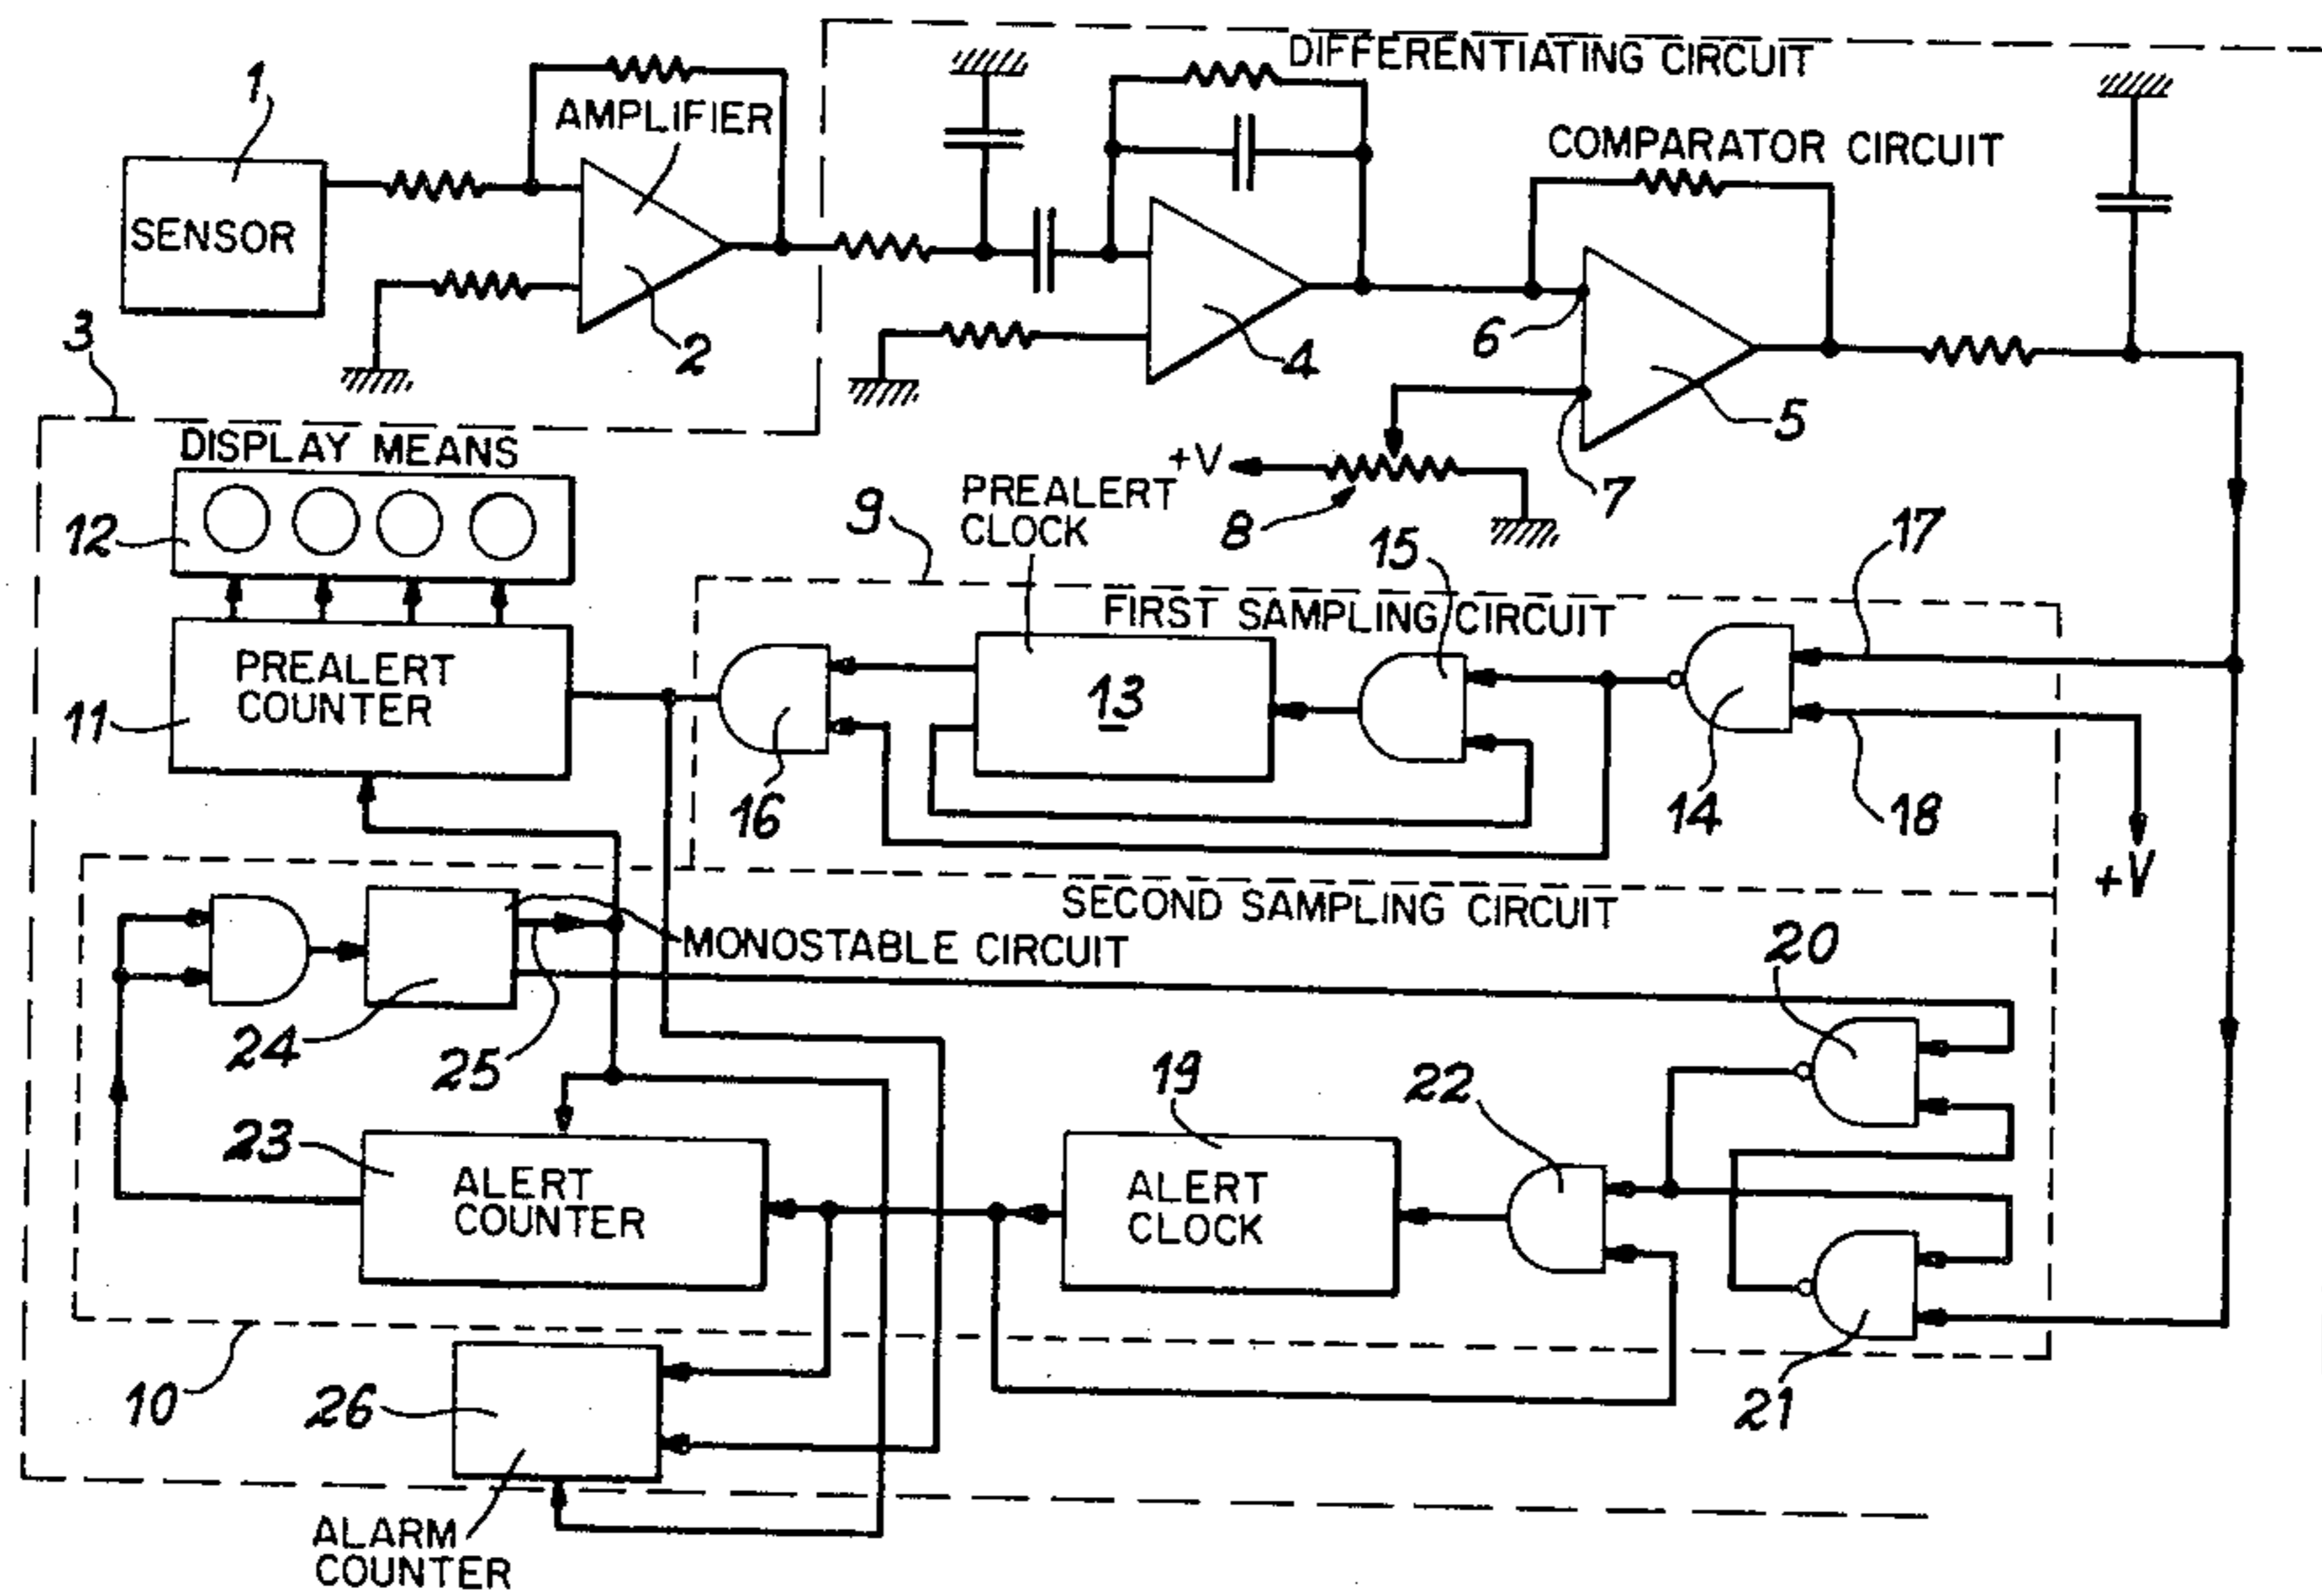 DIFFERENTIATING CIRCUIT
1
AMPLIFIER
COMPARATOR CIRCUIT
SENSOR
2
3
4
6
5
7
DISPLAY MEANS
+V
8
PREALERT
CLOCK
9
12
15
17
FIRST SAMPLING CIRCUIT
PREALERT
COUNTER
11
13
16
14
18
+V
SECOND SAMPLING CIRCUIT
MONOSTABLE CIRCUIT
20
24
25
19
22
23
ALERT
COUNTER
ALERT
CLOCK
10
26
21
ALARM
COUNTER